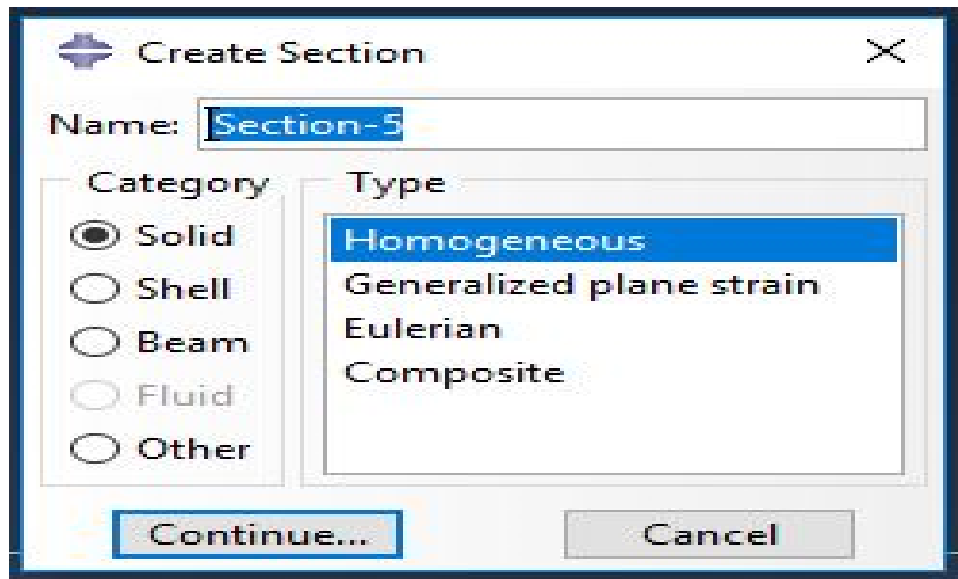 Create Section
Name: Section-5
Category
Solid
Shell
Beam
Fluid
Other
Type
Homogeneous
Generalized plane strain
Eulerian
Composite
Continue...
Cancel